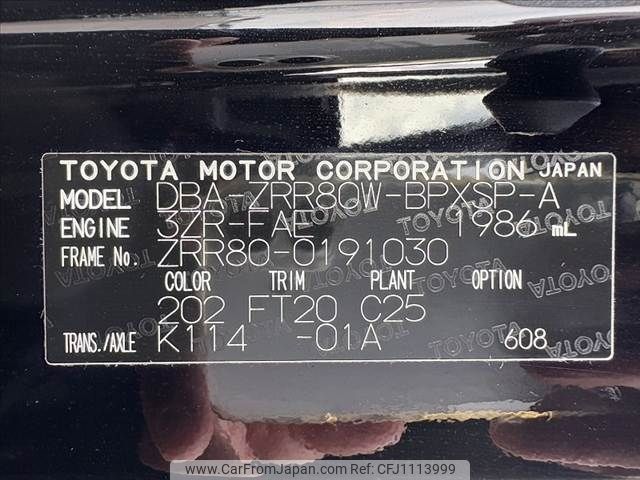 TOYOTA MOTOR CORPORATION JAPAN
MODEL DBA-ZRR80W-BPXSP-A
ENGINE 3ZR-FAE 1986 mL
FRAME No. ZRR80-0191030
COLOR TRIM PLANT OPTION
202 FT20 C25
TRANS./AXLE K114 -01A 608
www.CarFromJapan.com
Ref No.CFJ1113999